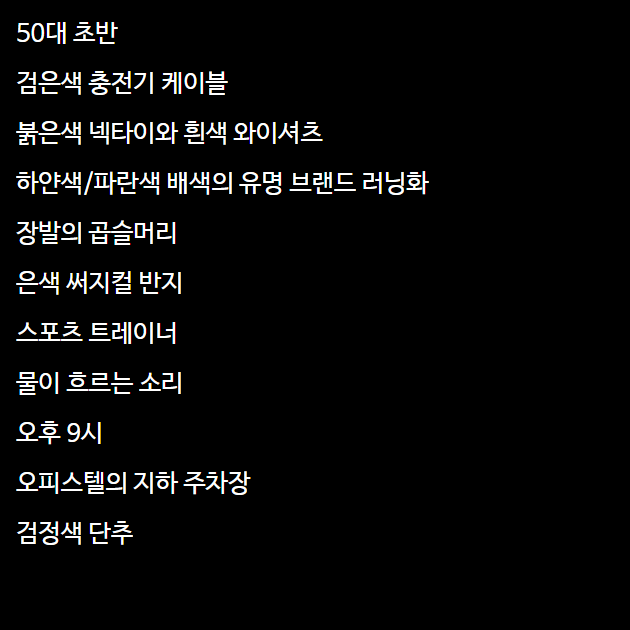 50대 초반
검은색 충전기 케이블
붉은색 넥타이와 흰색 와이셔츠
하얀색/파란색 배색의 유명 브랜드 러닝화
장발의 곱슬머리
은색 써지컬 반지
스포츠 트레이너
물이 흐르는 소리
오후 9시
오피스텔의 지하 주차장
검정색 단추